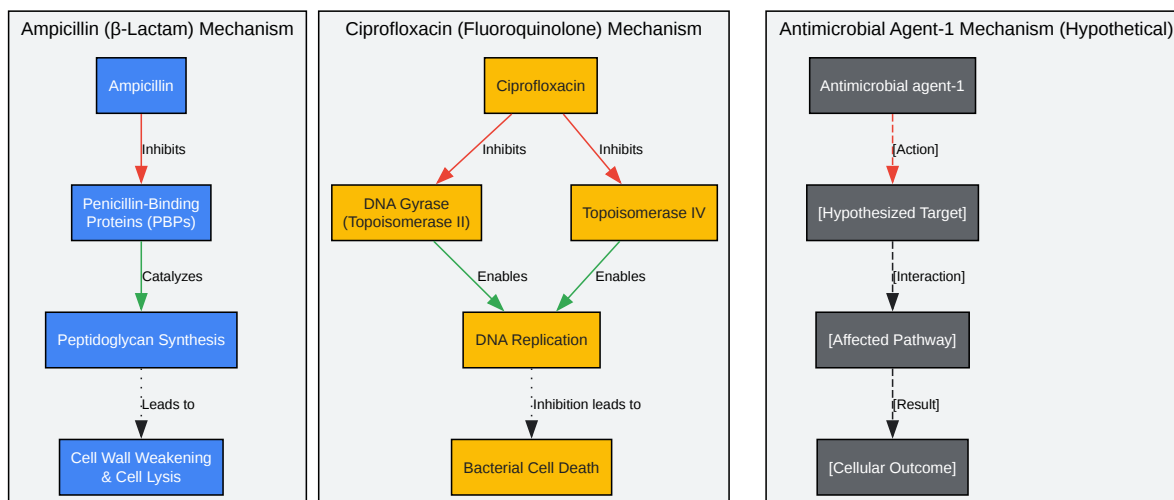 Ampicillin (β-Lactam) Mechanism
Ampicillin
Inhibits
Penicillin-Binding
Proteins (PBPs)
Catalyzes
Peptidoglycan Synthesis
Leads to
Cell Wall Weakening
& Cell Lysis
Ciprofloxacin (Fluoroquinolone) Mechanism
Ciprofloxacin
Inhibits
Inhibits
DNA Gyrase
(Topoisomerase II)
Topoisomerase IV
Enables
Enables
DNA Replication
Inhibition leads to
Bacterial Cell Death
Antimicrobial Agent-1 Mechanism (Hypothetical)
Antimicrobial agent-1
[Action]
[Hypothesized Target]
[Interaction]
[Affected Pathway]
[Result]
[Cellular Outcome]